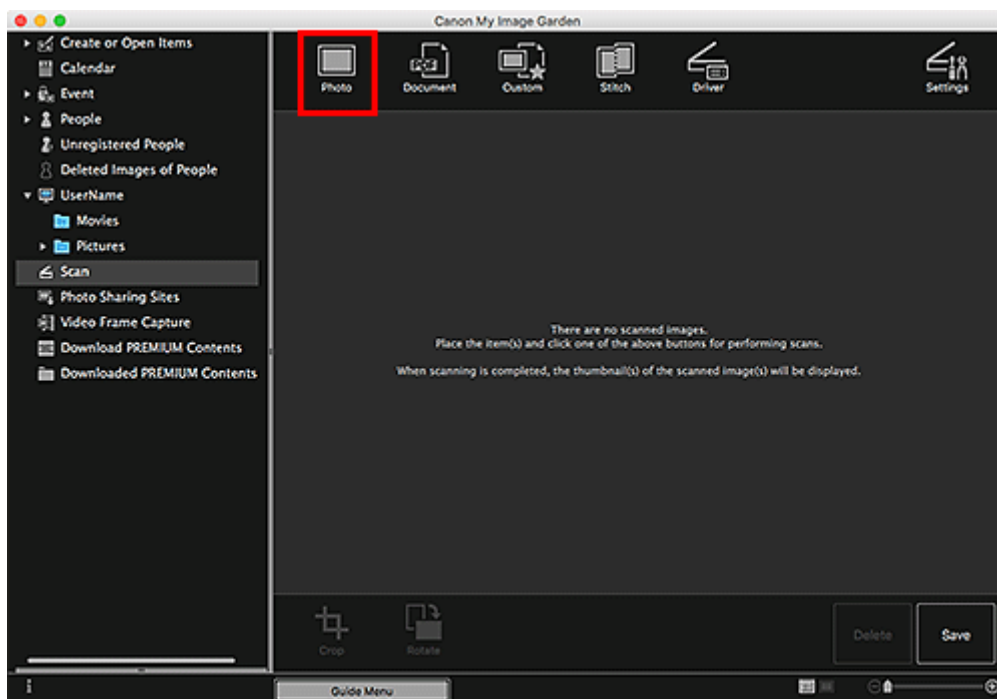 Canon My Image Garden
Create or Open Items
Calendar
Event
People
Unregistered People
Deleted Images of People
UserName
Movies
Pictures
Scan
Photo Sharing Sites
Video Frame Capture
Download PREMIUM Contents
Downloaded PREMIUM Contents
Photo
Document
Custom
Stitch
Driver
Settings
There are no scanned images.
Place the item(s) and click one of the above buttons for performing scans.
When scanning is completed, the thumbnail(s) of the scanned image(s) will be displayed.
Crop
Rotate
Delete
Save
Guide Menu